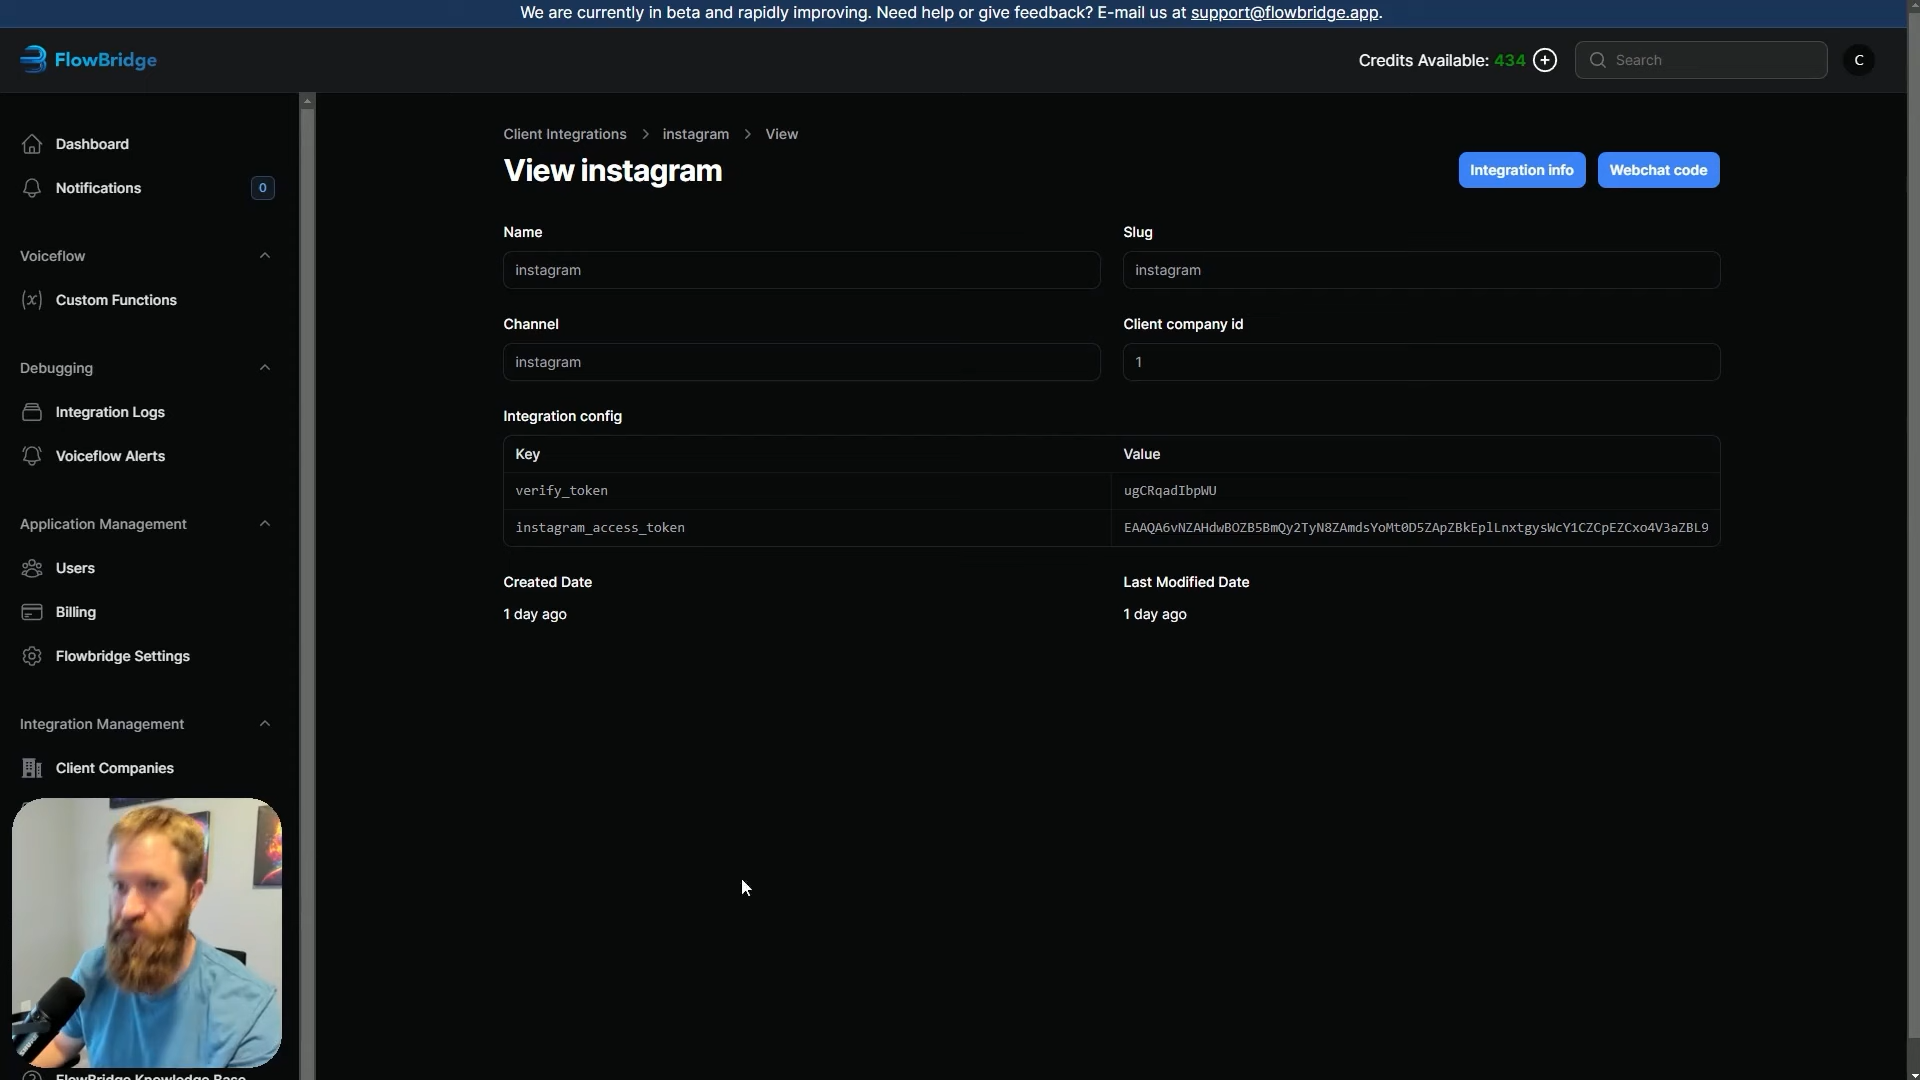 We are currently in beta and rapidly improving. Need help or give feedback? E-mail us at support@flowbridge.app.
FlowBridge
Credits Available: 434
Search
C
Dashboard
Notifications
0
Voiceflow
Custom Functions
Debugging
Integration Logs
Voiceflow Alerts
Application Management
Users
Billing
Flowbridge Settings
Integration Management
Client Companies
FlowBridge Knowledge Base
Client Integrations > instagram > View
View instagram
Integration info
Webchat code
Name
instagram
Slug
instagram
Channel
instagram
Client company id
1
Integration config
Key
Value
verify_token
ugCRqadIbpWU
instagram_access_token
EAAQA6vNZAHdwBOZB5BmQy2TyN8ZAmdsYoMt0D5ZApZBkEplLnxtgysWcY1CZCpEZCxo4V3aZBL9
Created Date
1 day ago
Last Modified Date
1 day ago